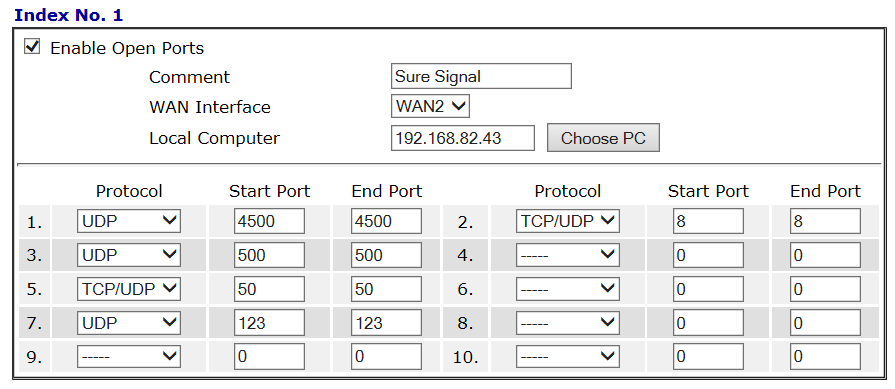 Index No. 1
Enable Open Ports
Comment Sure Signal
WAN Interface WAN2
Local Computer 192.168.82.43 Choose PC
Protocol Start Port End Port Protocol Start Port End Port
1. UDP 4500 4500 2. TCP/UDP 8 8
3. UDP 500 500 4. ----- 0 0
5. TCP/UDP 50 50 6. ----- 0 0
7. UDP 123 123 8. ----- 0 0
9. ----- 0 0 10. ----- 0 0